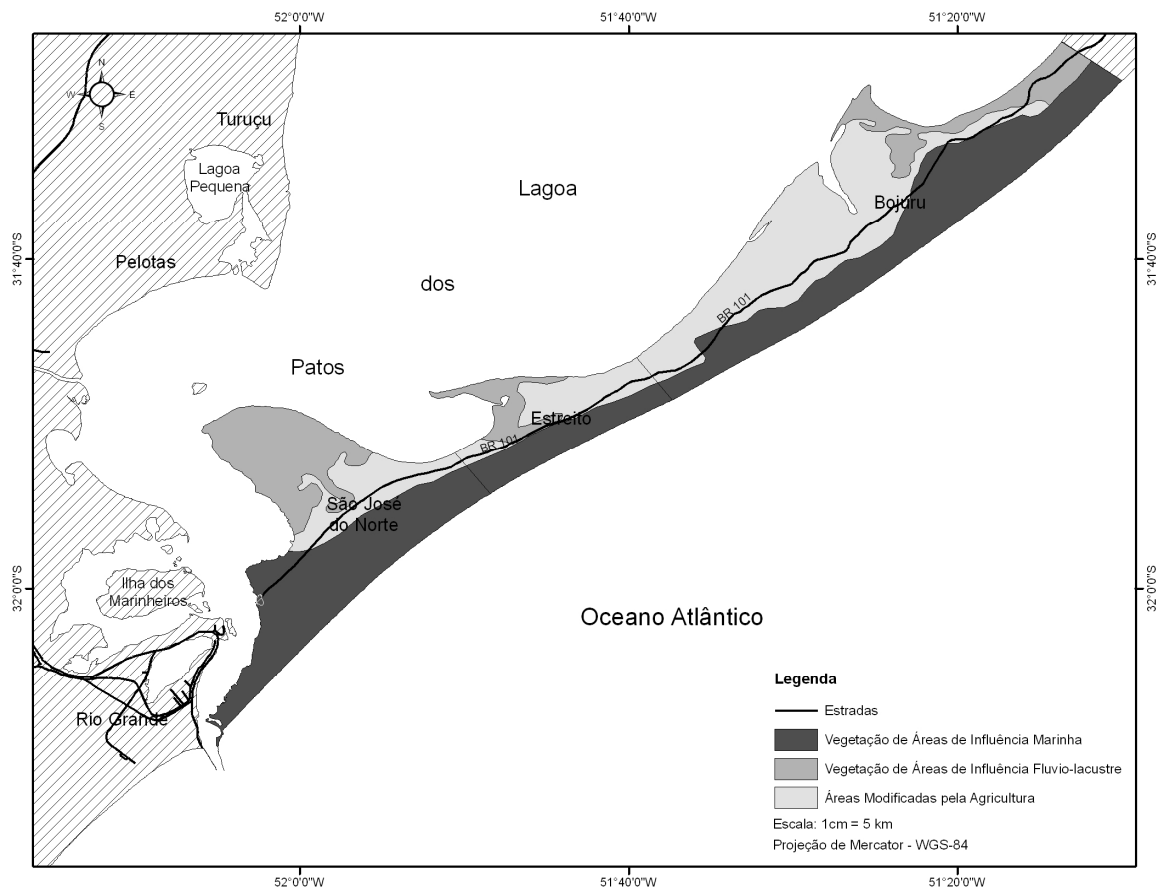 52°0'0"W
51°40'0"W
51°20'0"W
N
W
E
S
Turuçu
Lagoa
Pequena
Lagoa
Bojuru
31°40'0"S
31°40'0"S
Pelotas
dos
BR 101
Patos
Estreito
BR 101
São José
do Norte
Ilha dos
Marinheiros
32°0'0"S
32°0'0"S
Oceano Atlântico
Rio Grande
Legenda
Estradas
Vegetação de Áreas de Influência Marinha
Vegetação de Áreas de Influência Fluvio-lacustre
Áreas Modificadas pela Agricultura
Escala: 1cm = 5 km
Projeção de Mercator - WGS-84
52°0'0"W
51°40'0"W
51°20'0"W